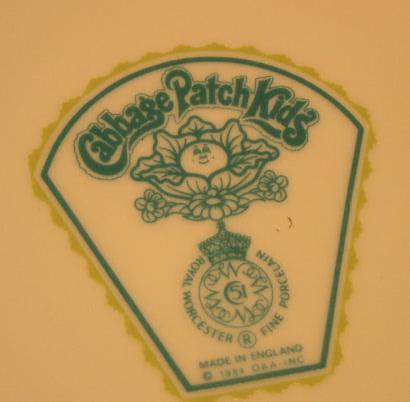 Cabbage Patch Kids
51
ROYAL WORCESTER ® FINE PORCELAIN
MADE IN ENGLAND
© 1984 O.A.A. INC